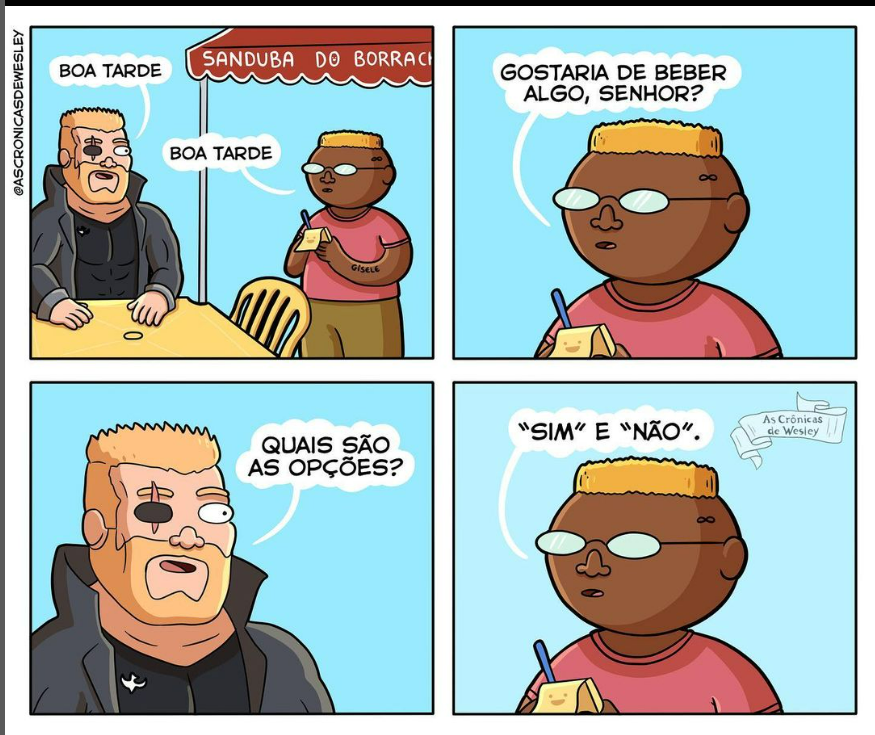 @ASCRONICASDEWESLEY
BOA TARDE
SANDUBA DO BORRACH
BOA TARDE
GISELE
GOSTARIA DE BEBER
ALGO, SENHOR?
QUAIS SÃO
AS OPÇÕES?
"SIM" E "NÃO".
As Crônicas
de Wesley